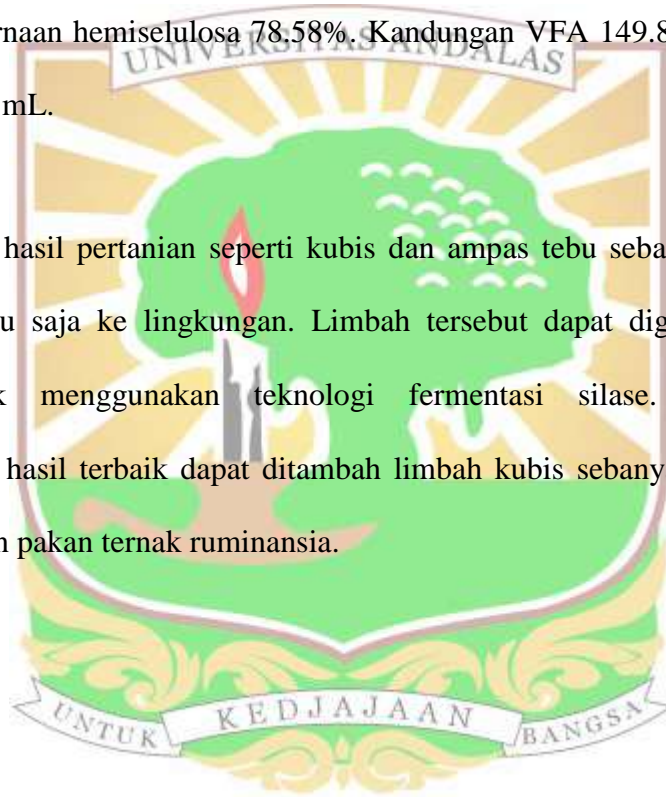 rnaan hemiselulosa 78.58%. Kandungan VFA 149.8
UNIVERSITAS ANDALAS
mL.
hasil pertanian seperti kubis dan ampas tebu seba
u saja ke lingkungan. Limbah tersebut dapat dig
k menggunakan teknologi fermentasi silase.
hasil terbaik dapat ditambah limbah kubis sebany
n pakan ternak ruminansia.
UNTUK KEDJAJAAN BANGSA